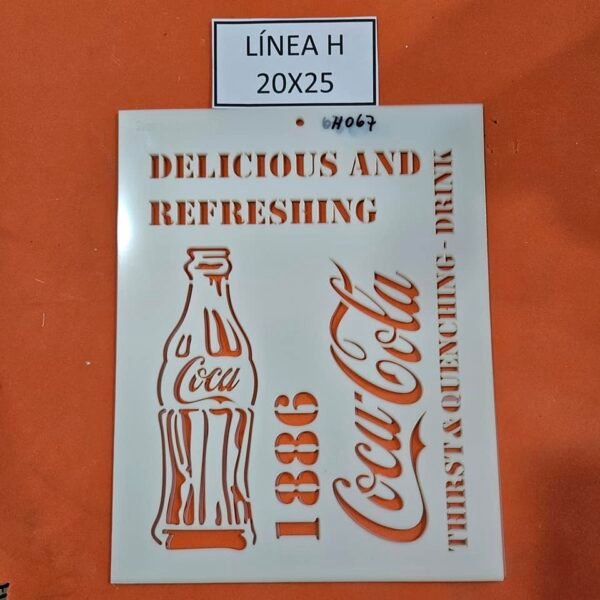 LÍNEA H
20X25
H067
DELICIOUS AND
REFRESHING
Coca
1886
Coca-Cola
THIRST & QUENCHING - DRINK